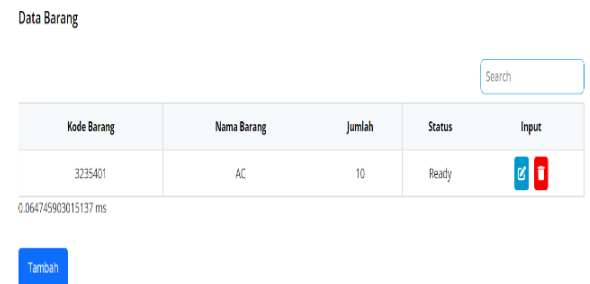 Data Barang
Search
Kode Barang Nama Barang Jumlah Status Input
3235401 AC 10 Ready
0.064745903015137 ms
Tambah